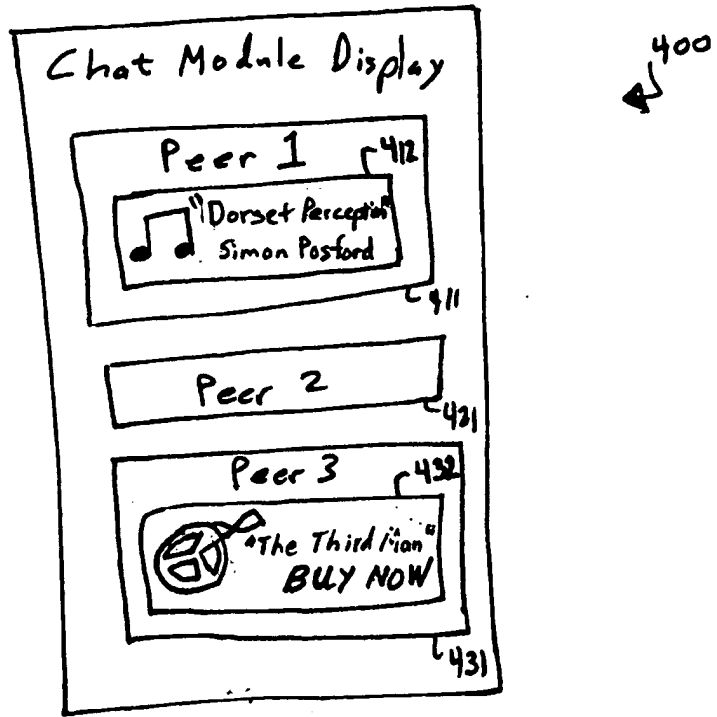 Chat Module Display
400
Peer 1
412
"Dorset Perception"
Simon Posford
411
Peer 2
421
Peer 3
432
"The Third Man"
BUY NOW
431